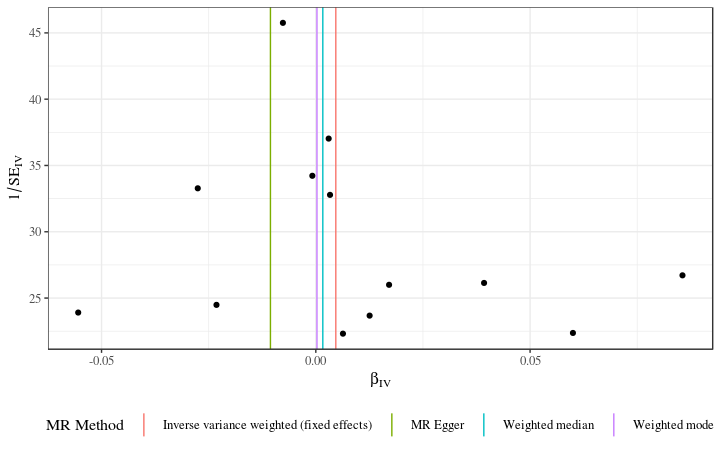 45
40
35
30
25
1/SE_IV
-0.05 0.00 0.05
β_IV
MR Method Inverse variance weighted (fixed effects) MR Egger Weighted median Weighted mode